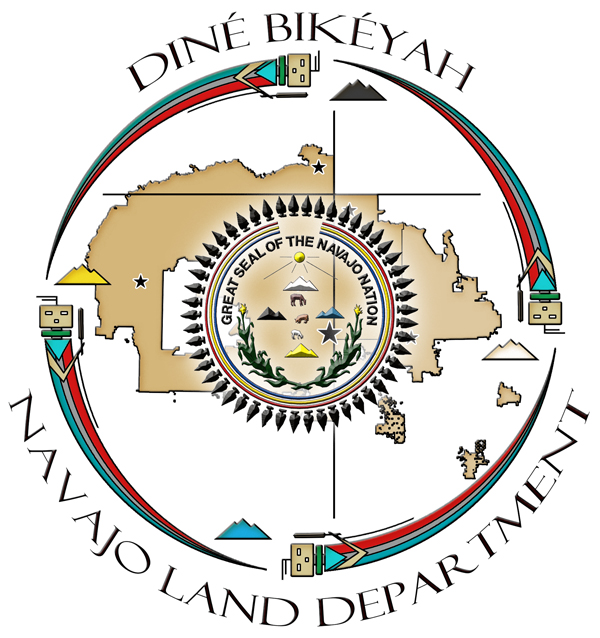 DINÉ BIKÉYAH
GREAT SEAL OF THE NAVAJO NATION
NAVAJO LAND DEPARTMENT